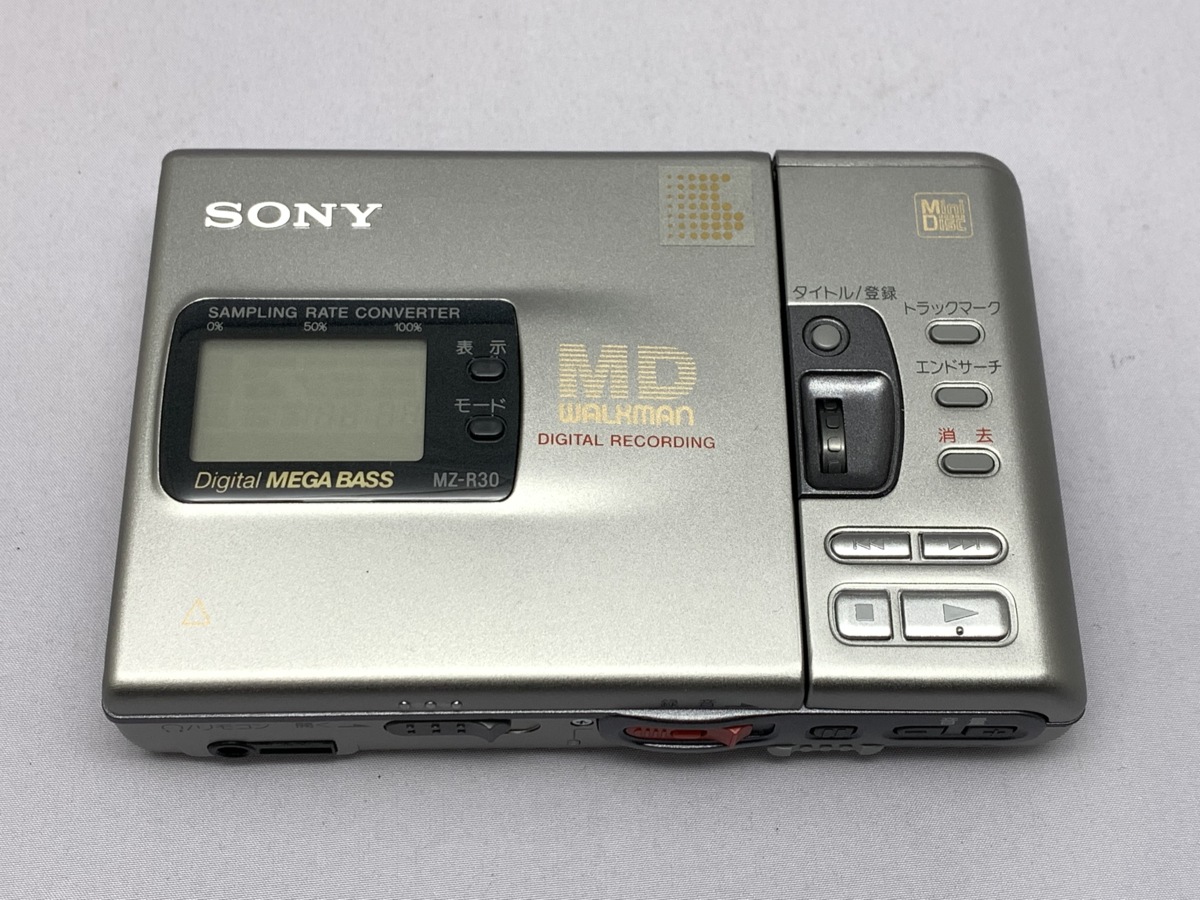 SONY
Mini Disc
タイトル/登録
トラックマーク
SAMPLING RATE CONVERTER
0% 50% 100%
表 示
エンドサーチ
モード
MD
WALKMAN
DIGITAL RECORDING
消 去
Digital MEGA BASS
MZ-R30